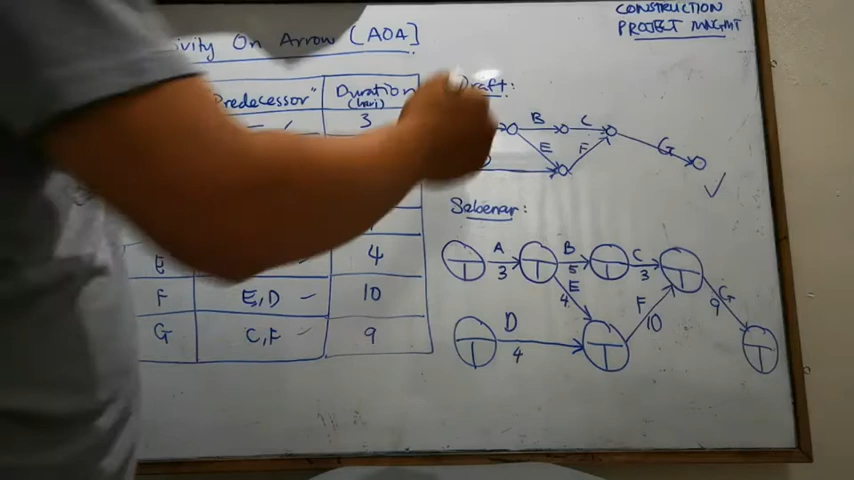 CONSTRUCTION
PROJECT MNGMT
On Arrow [AOA]
Predecessor" Duration
(hari)
— 3
E 4
F E,D 10
G C,F 9
Draft:
B C
E F G
Sebenar:
A B C
3 5 3
E F G
4 10 9
D
4